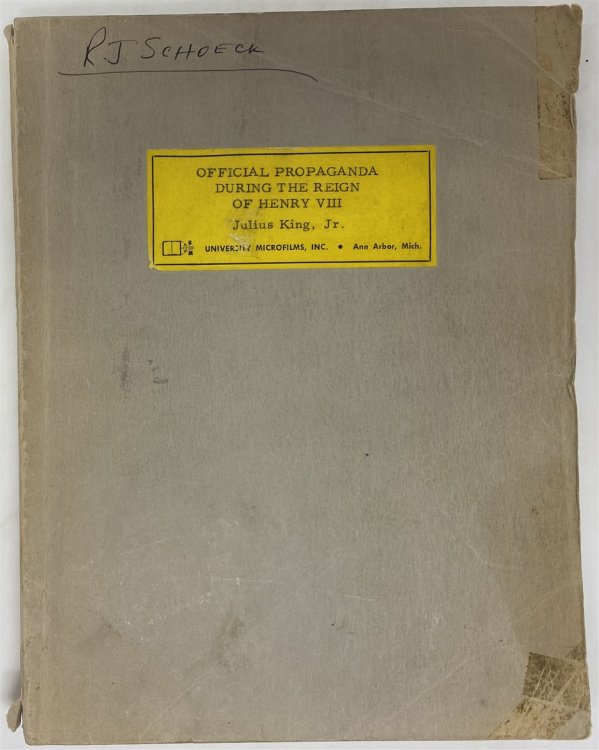 R.J. SCHOECK
OFFICIAL PROPAGANDA
DURING THE REIGN
OF HENRY VIII
Julius King, Jr.
UNIVERSITY MICROFILMS, INC. • Ann Arbor, Mich.